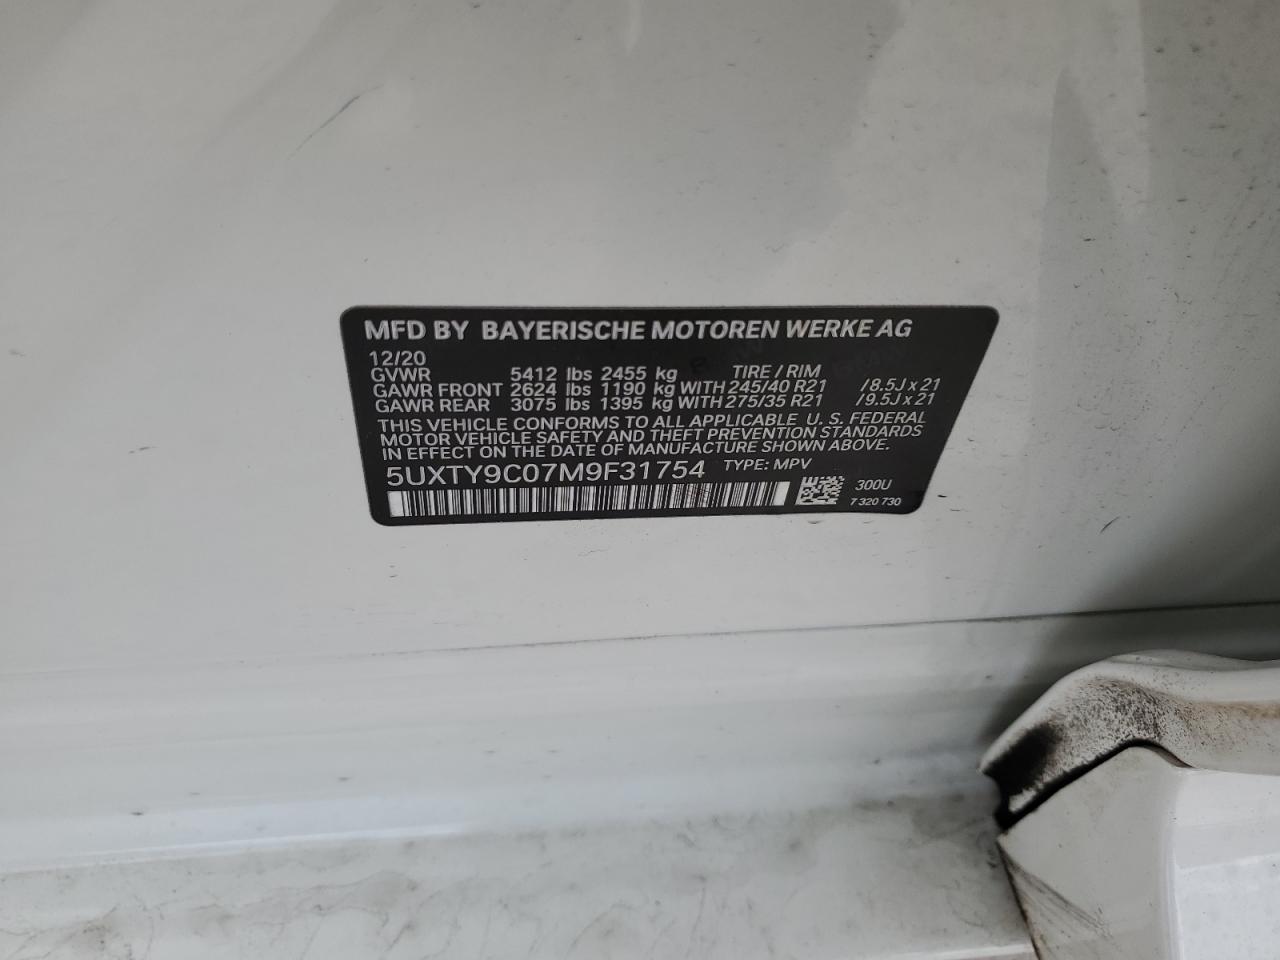 MFD BY BAYERISCHE MOTOREN WERKE AG
12/20
GVWR 5412 lbs 2455 kg TIRE / RIM
GAWR FRONT 2624 lbs 1190 kg WITH 245/40 R21 /8.5J x 21
GAWR REAR 3075 lbs 1395 kg WITH 275/35 R21 /9.5J x 21
THIS VEHICLE CONFORMS TO ALL APPLICABLE U. S. FEDERAL
MOTOR VEHICLE SAFETY AND THEFT PREVENTION STANDARDS
IN EFFECT ON THE DATE OF MANUFACTURE SHOWN ABOVE.
5UXTY9C07M9F31754 TYPE: MPV
300U
7 320 730